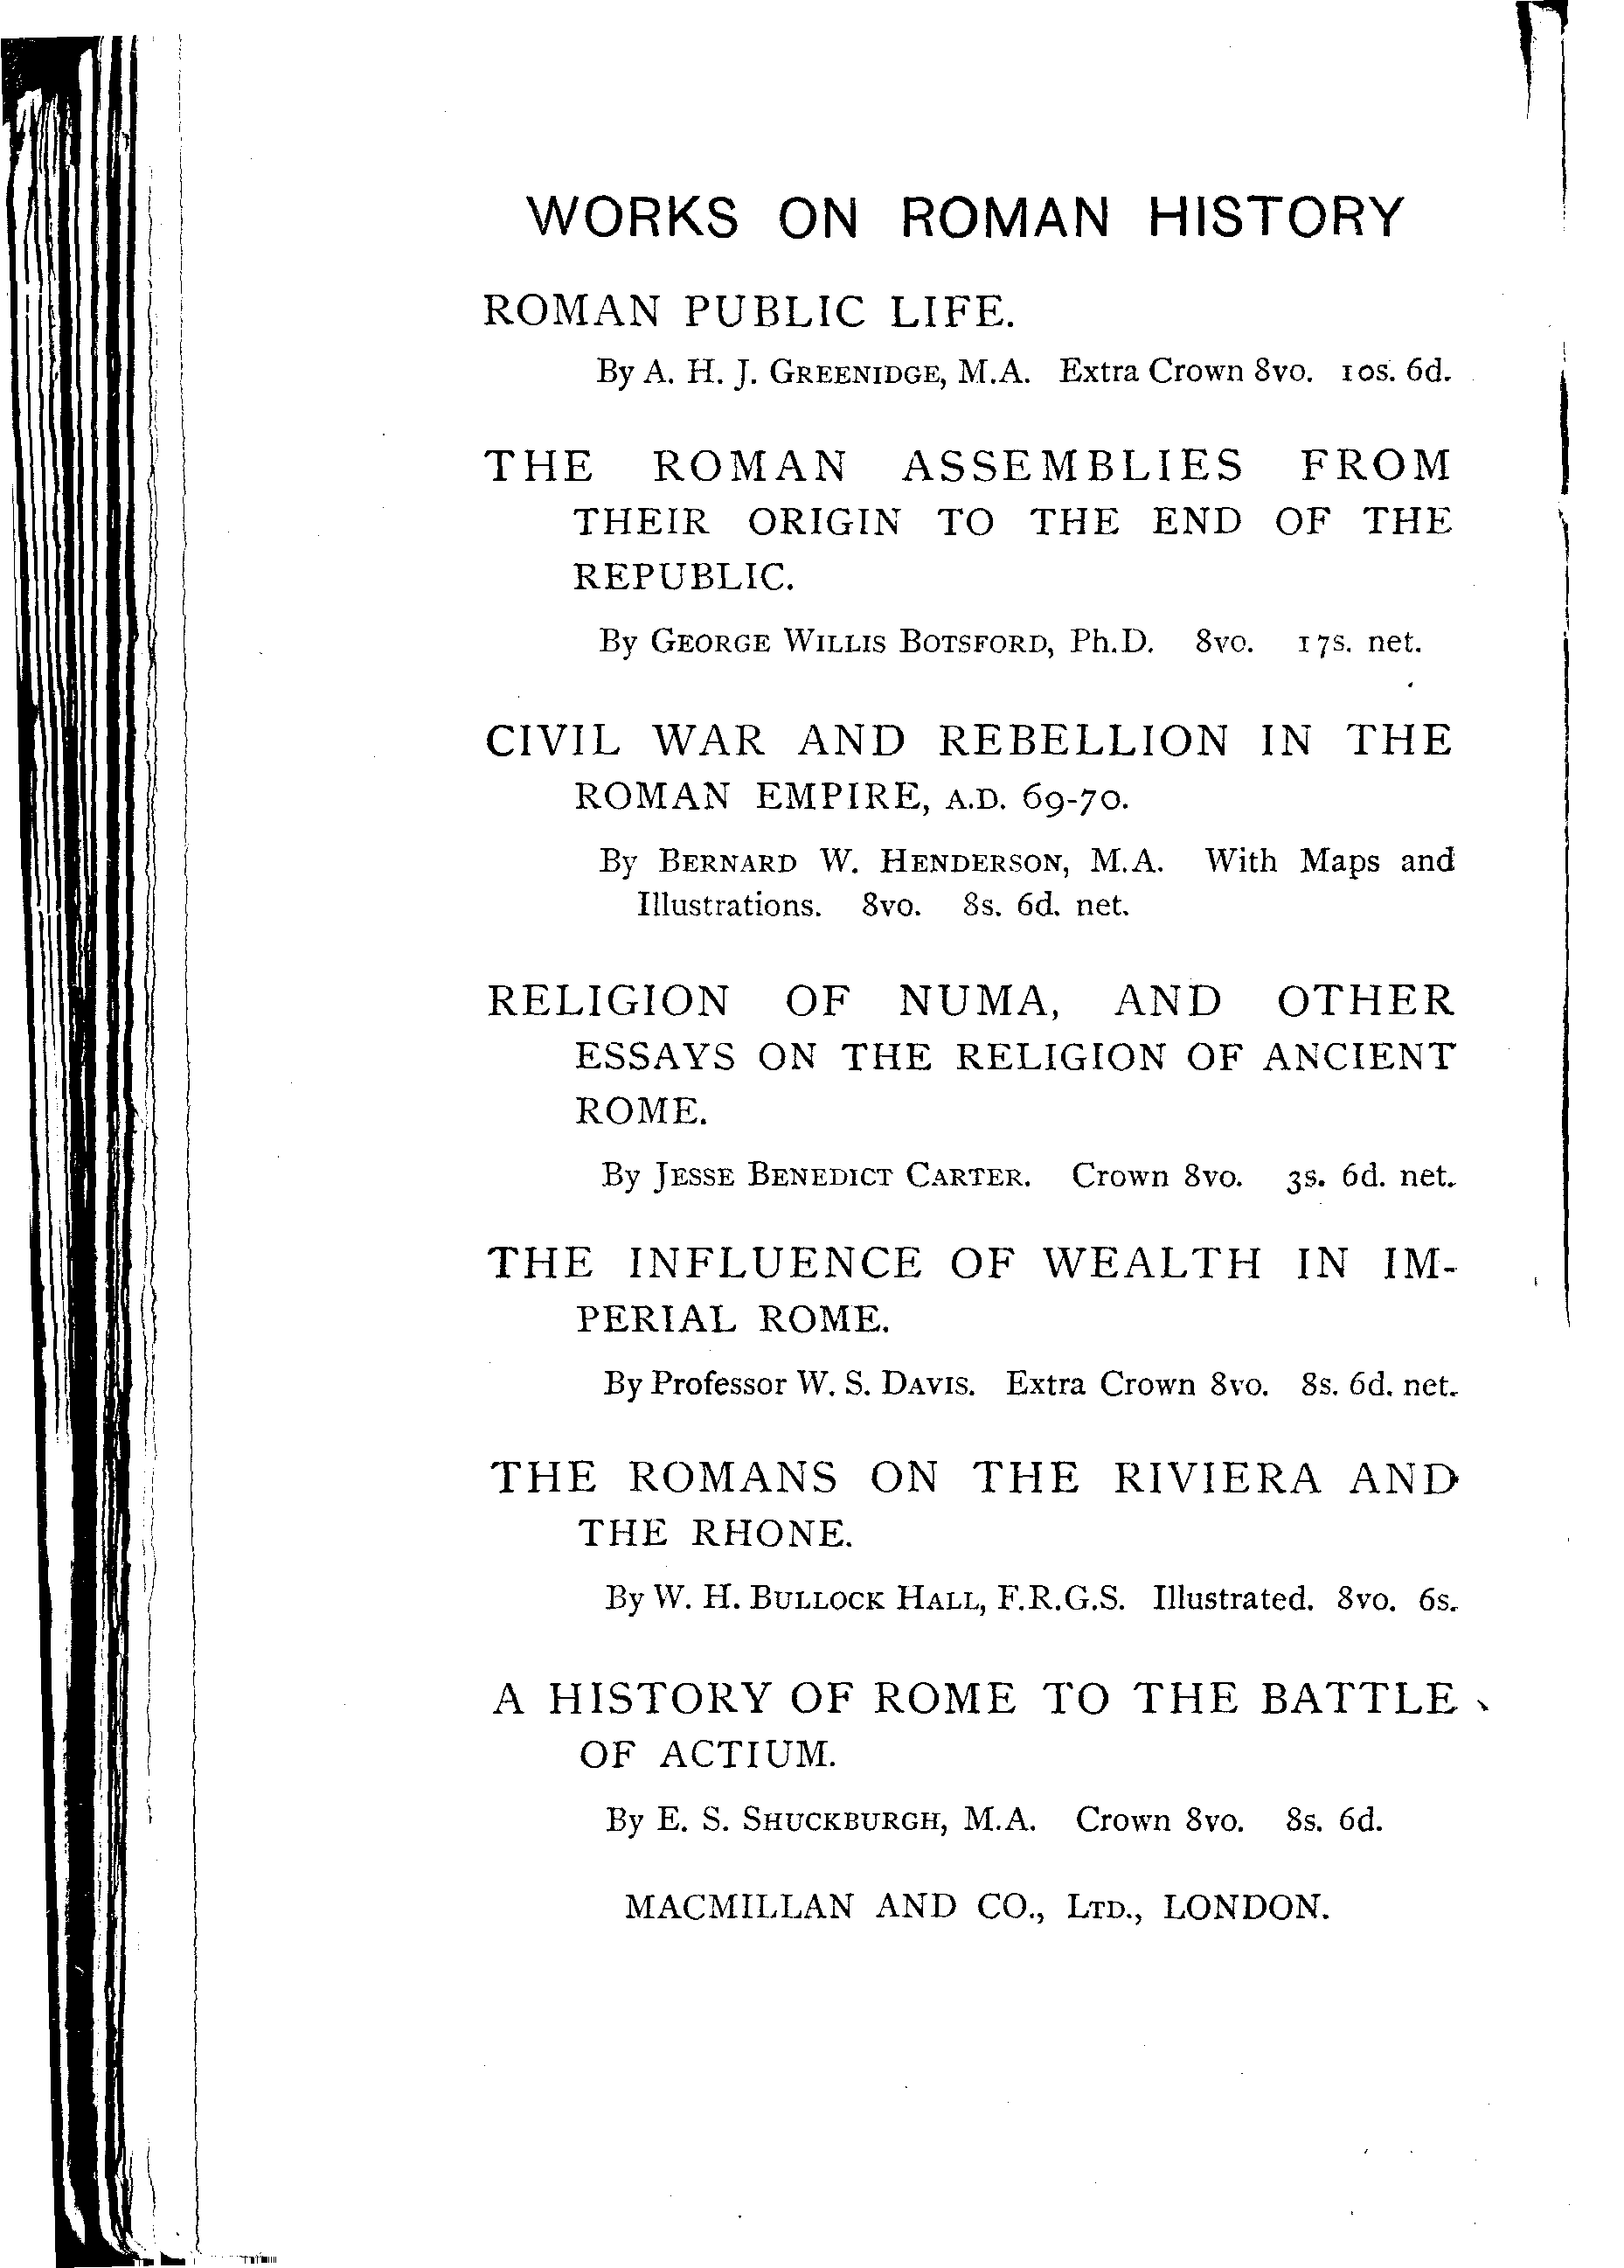 WORKS ON ROMAN HISTORY
ROMAN PUBLIC LIFE.
By A. H. J. GREENIDGE, M.A. Extra Crown 8vo. 10s. 6d.
THE ROMAN ASSEMBLIES FROM
THEIR ORIGIN TO THE END OF THE
REPUBLIC.
By GEORGE WILLIS BOTSFORD, Ph.D. 8vo. 17s. net.
CIVIL WAR AND REBELLION IN THE
ROMAN EMPIRE, A.D. 69-70.
By BERNARD W. HENDERSON, M.A. With Maps and
Illustrations. 8vo. 8s. 6d. net.
RELIGION OF NUMA, AND OTHER
ESSAYS ON THE RELIGION OF ANCIENT
ROME.
By JESSE BENEDICT CARTER. Crown 8vo. 3s. 6d. net.
THE INFLUENCE OF WEALTH IN IM-
PERIAL ROME.
By Professor W. S. DAVIS. Extra Crown 8vo. 8s. 6d. net.
THE ROMANS ON THE RIVIERA AND
THE RHONE.
By W. H. BULLOCK HALL, F.R.G.S. Illustrated. 8vo. 6s.
A HISTORY OF ROME TO THE BATTLE
OF ACTIUM.
By E. S. SHUCKBURGH, M.A. Crown 8vo. 8s. 6d.
MACMILLAN AND CO., LTD., LONDON.